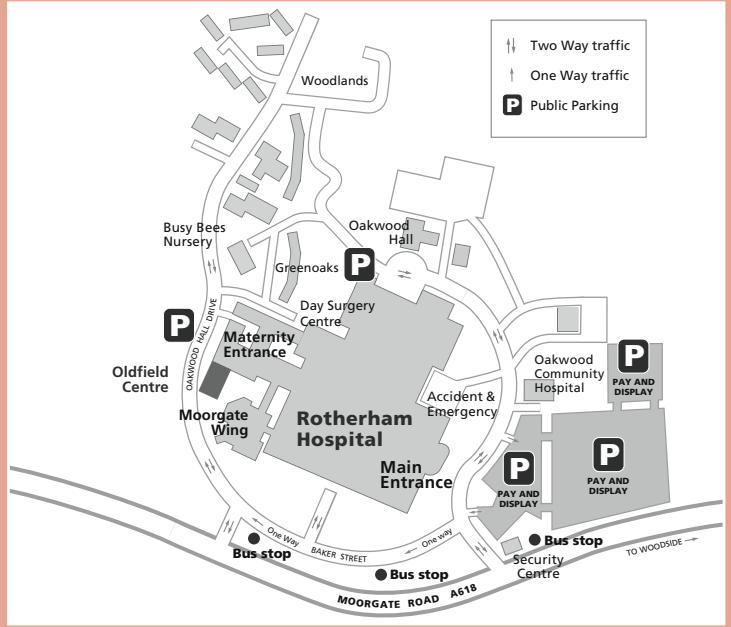 Two Way traffic
One Way traffic
P
Public Parking
Woodlands
Busy Bees
Nursery
Oakwood
Hall
Greenoaks
P
Day Surgery
Centre
P
OAKWOOD HALL DRIVE
Maternity
Entrance
Oldfield
Centre
Moorgate
Wing
Rotherham
Hospital
Main
Entrance
Accident &
Emergency
Oakwood
Community
Hospital
P
PAY AND
DISPLAY
P
PAY AND
DISPLAY
P
PAY AND
DISPLAY
One Way
BAKER STREET
One way
Bus stop
Bus stop
Bus stop
Security
Centre
TO WOODSIDE
MOORGATE ROAD A618